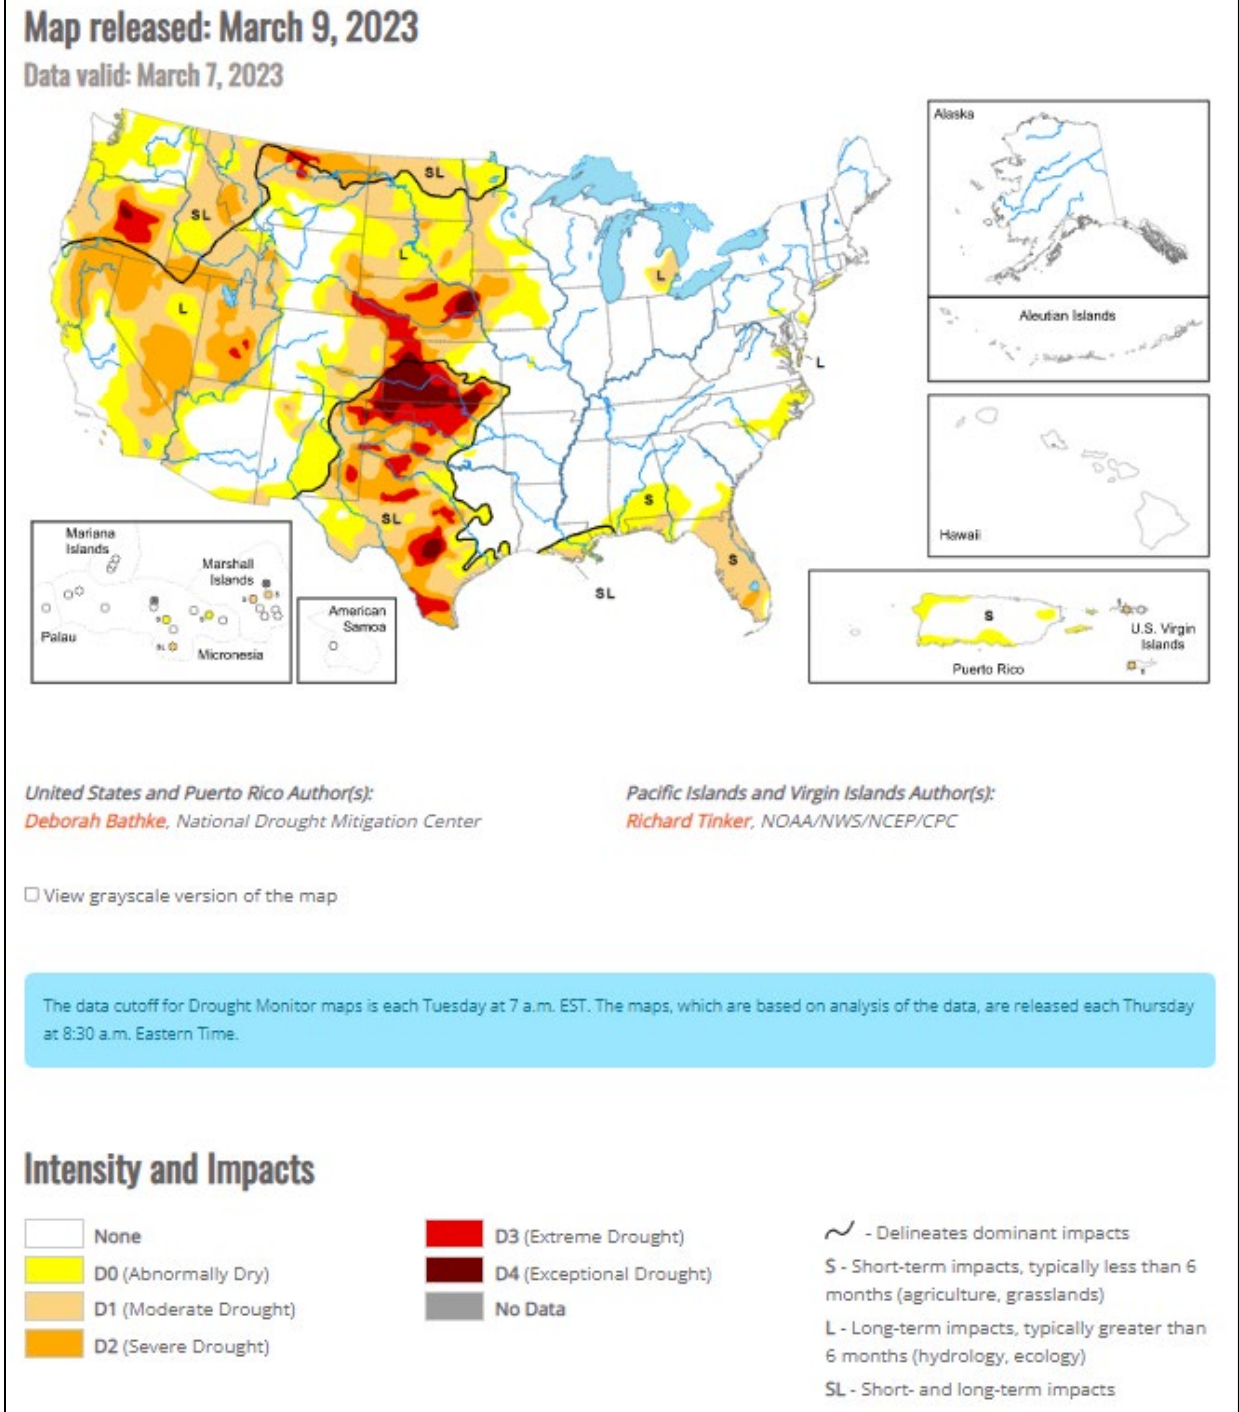 Map released: March 9, 2023
Data valid: March 7, 2023
Alaska
Aleutian Islands
Hawaii
SL
SL
L
L
L
L
S
S
SL
SL
Mariana
Islands
Marshall
Islands
Palau
Micronesia
American
Samoa
S
U.S. Virgin
Islands
Puerto Rico
United States and Puerto Rico Author(s):
Deborah Bathke, National Drought Mitigation Center
Pacific Islands and Virgin Islands Author(s):
Richard Tinker, NOAA/NWS/NCEP/CPC
View grayscale version of the map
The data cutoff for Drought Monitor maps is each Tuesday at 7 a.m. EST. The maps, which are based on analysis of the data, are released each Thursday
at 8:30 a.m. Eastern Time.
Intensity and Impacts
None
D0 (Abnormally Dry)
D1 (Moderate Drought)
D2 (Severe Drought)
D3 (Extreme Drought)
D4 (Exceptional Drought)
No Data
- Delineates dominant impacts
S - Short-term impacts, typically less than 6
months (agriculture, grasslands)
L - Long-term impacts, typically greater than
6 months (hydrology, ecology)
SL - Short- and long-term impacts